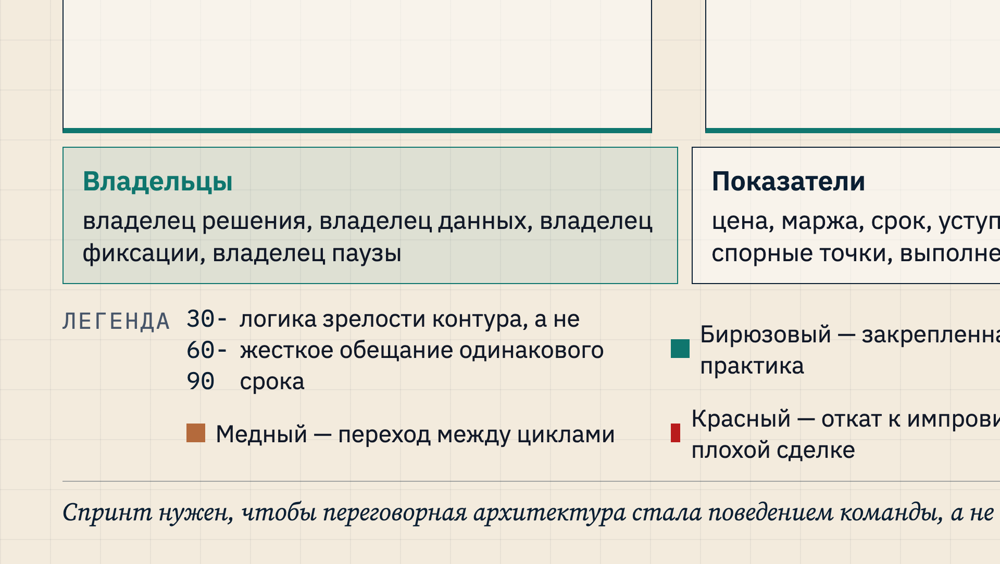 Владельцы
владелец решения, владелец данных, владелец
фиксации, владелец паузы
Показатели
цена, маржа, срок, уступ
спорные точки, выполне
ЛЕГЕНДА
30-
60-
90
логика зрелости контура, а не
жесткое обещание одинакового
срока
Бирюзовый — закрепленна
практика
Медный — переход между циклами
Красный — откат к импрови
плохой сделке
Спринт нужен, чтобы переговорная архитектура стала поведением команды, а не